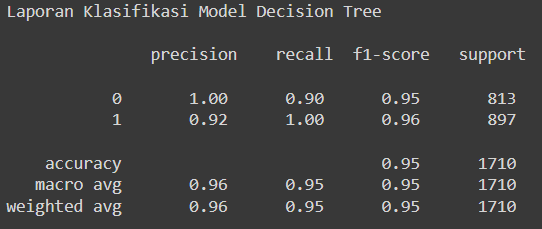 Laporan Klasifikasi Model Decision Tree
precision recall f1-score support
0 1.00 0.90 0.95 813
1 0.92 1.00 0.96 897
accuracy 0.95 1710
macro avg 0.96 0.95 0.95 1710
weighted avg 0.96 0.95 0.95 1710